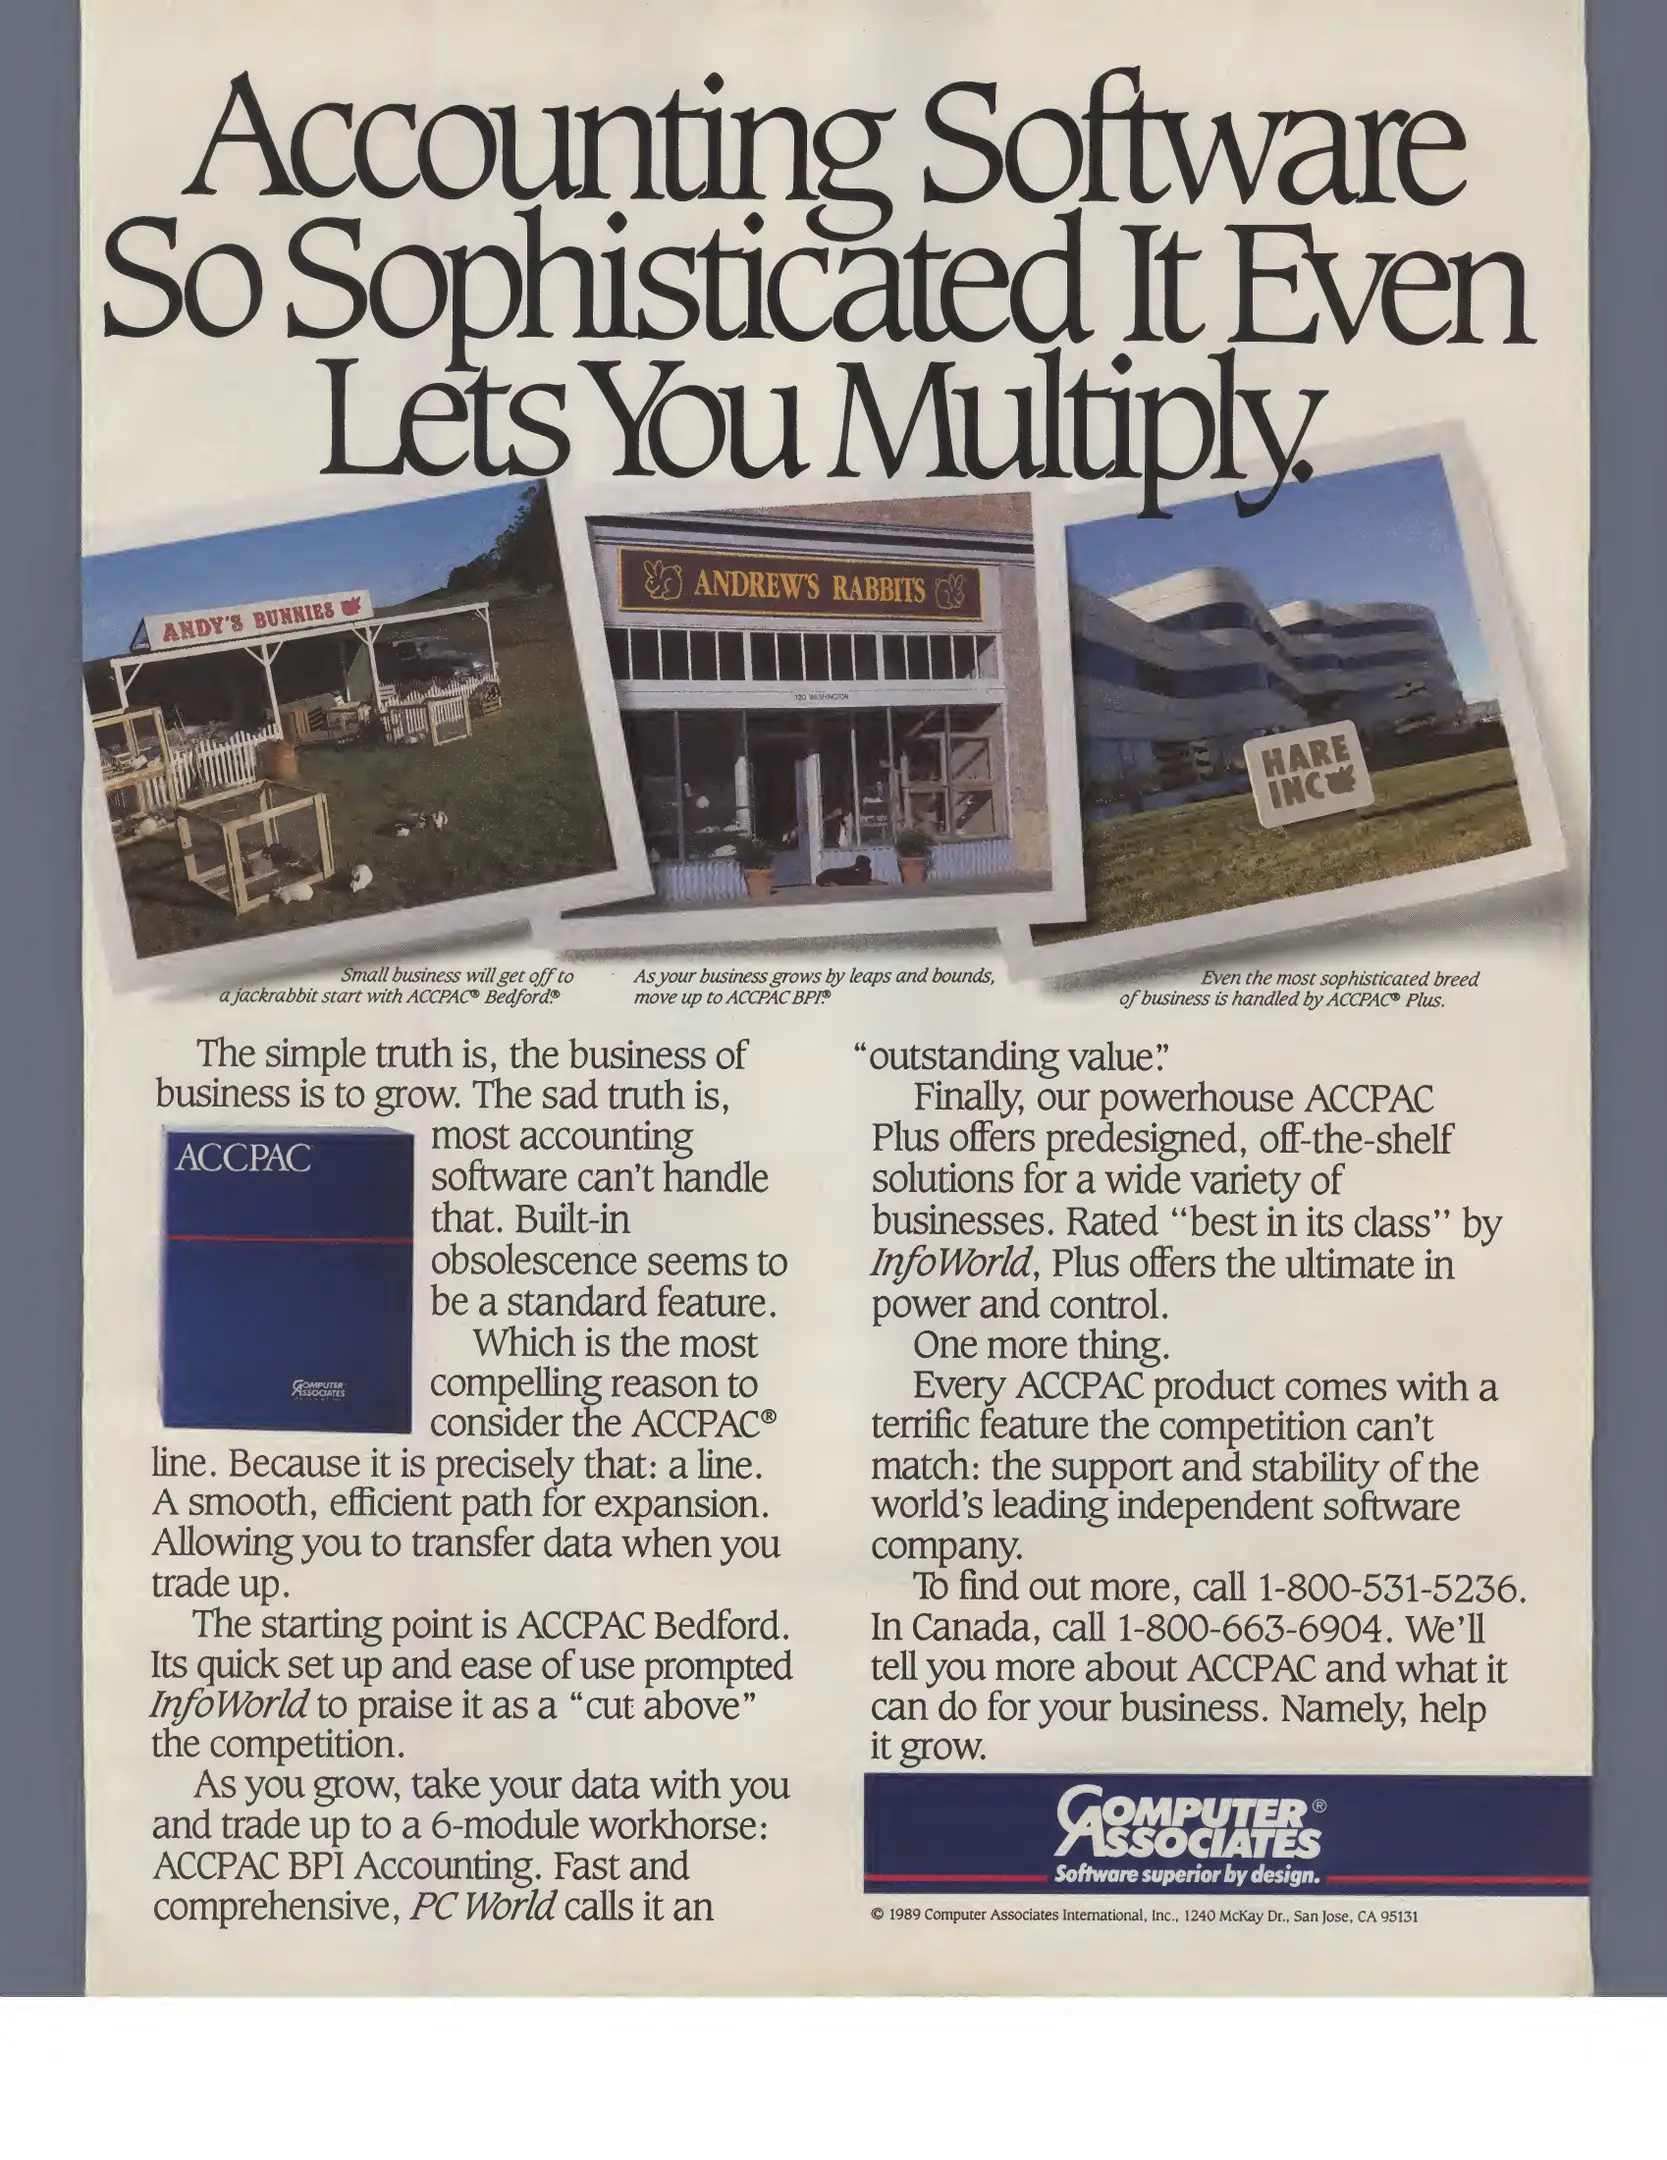 Accounting Software
So Sophisticated It Even
Lets You Multiply.
ANDY'S BUNNIES
ANDREW'S RABBITS
120 WASHINGTON
HARE
INC
Small business will get off to
a jackrabbit start with ACCPAC® Bedford.®
As your business grows by leaps and bounds,
move up to ACCPAC BPI.®
Even the most sophisticated breed
of business is handled by ACCPAC® Plus.
The simple truth is, the business of
business is to grow. The sad truth is,
most accounting
software can't handle
that. Built-in
obsolescence seems to
be a standard feature.
Which is the most
compelling reason to
consider the ACCPAC®
line. Because it is precisely that: a line.
A smooth, efficient path for expansion.
Allowing you to transfer data when you
trade up.
The starting point is ACCPAC Bedford.
Its quick set up and ease of use prompted
InfoWorld to praise it as a “cut above”
the competition.
As you grow, take your data with you
and trade up to a 6-module workhorse:
ACCPAC BPI Accounting. Fast and
comprehensive, PC World calls it an
ACCPAC
COMPUTER
ASSOCIATES
“outstanding value.”
Finally, our powerhouse ACCPAC
Plus offers predesigned, off-the-shelf
solutions for a wide variety of
businesses. Rated “best in its class” by
InfoWorld, Plus offers the ultimate in
power and control.
One more thing.
Every ACCPAC product comes with a
terrific feature the competition can't
match: the support and stability of the
world's leading independent software
company.
To find out more, call 1-800-531-5236.
In Canada, call 1-800-663-6904. We'll
tell you more about ACCPAC and what it
can do for your business. Namely, help
it grow.
COMPUTER®
ASSOCIATES
Software superior by design.
© 1989 Computer Associates International, Inc., 1240 McKay Dr., San Jose, CA 95131